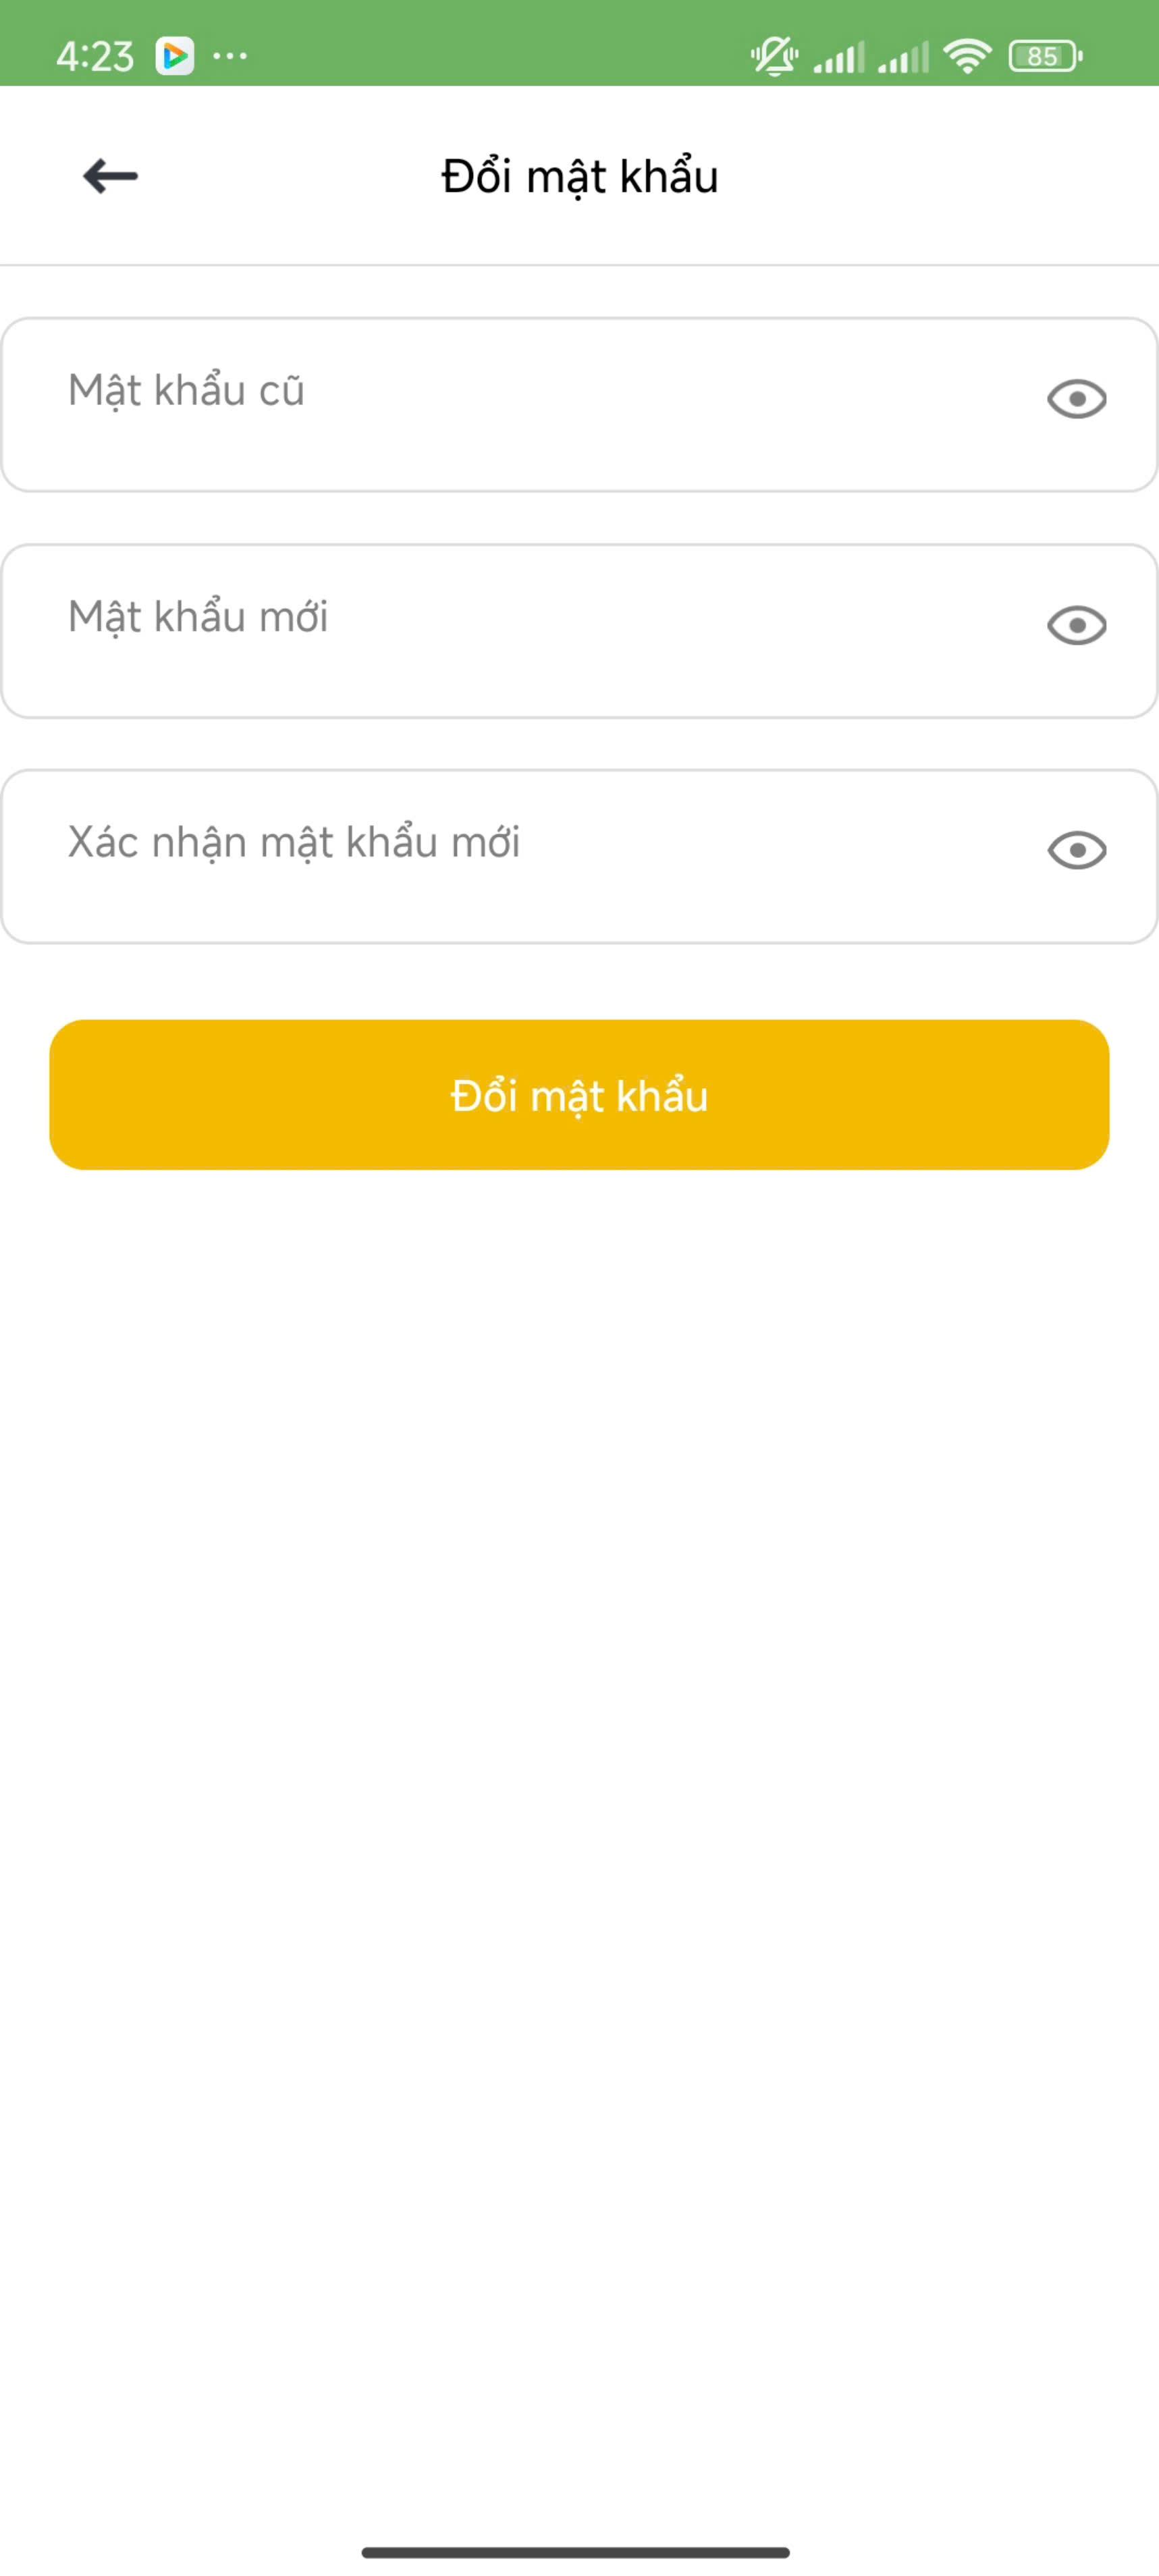 4:23
85
Đổi mật khẩu
Mật khẩu cũ
Mật khẩu mới
Xác nhận mật khẩu mới
Đổi mật khẩu